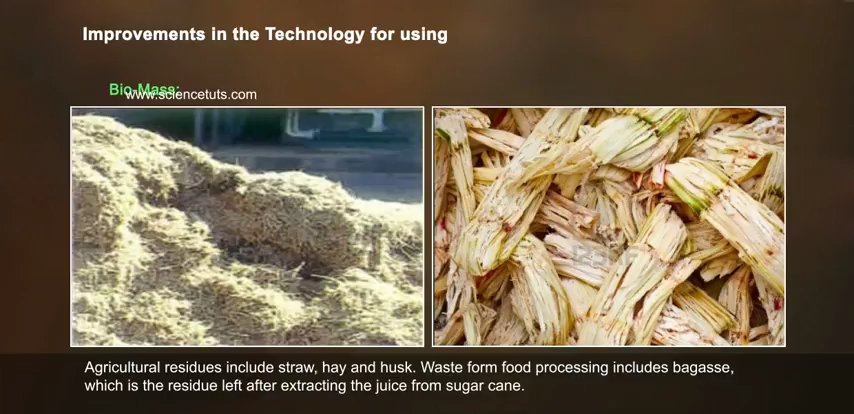 Improvements in the Technology for using
Bio-Mass:
www.sciencetuts.com
Agricultural residues include straw, hay and husk. Waste form food processing includes bagasse,
which is the residue left after extracting the juice from sugar cane.